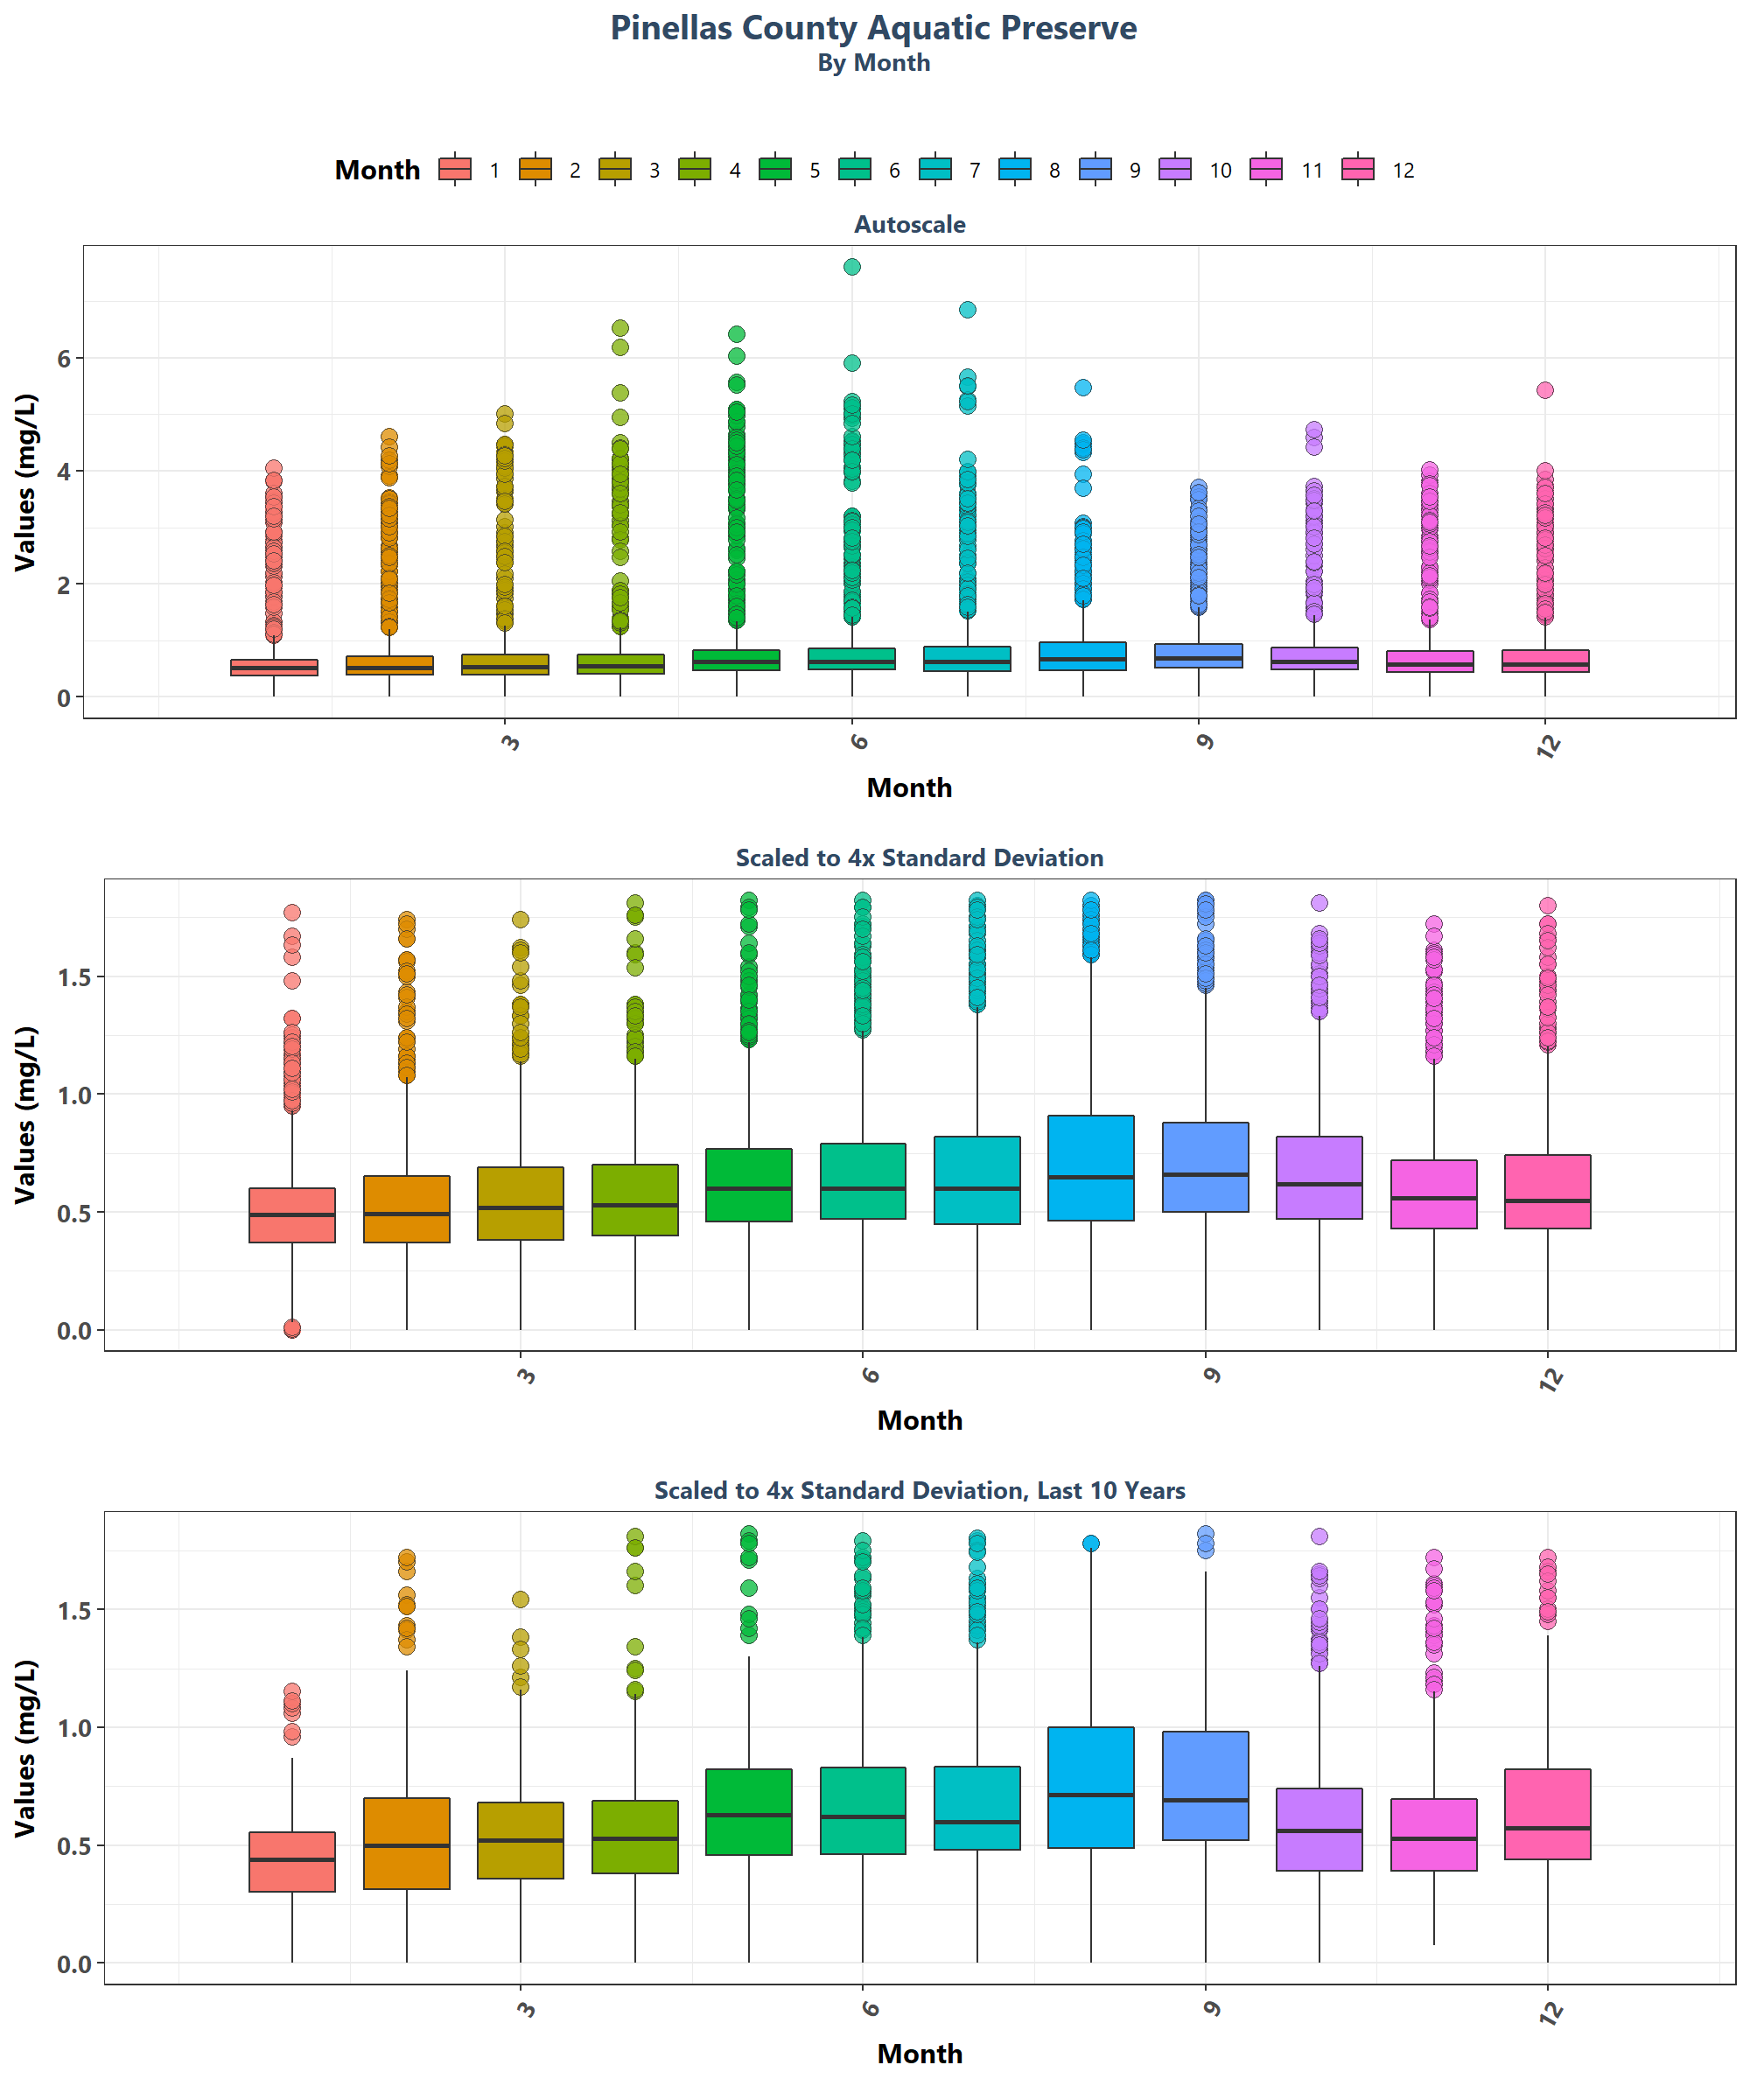 Pinellas County Aquatic Preserve
By Month
Month 1 2 3 4 5 6 7 8 9 10 11 12
Autoscale
Values (mg/L)
6
4
2
0
3 6 9 12
Month
Scaled to 4x Standard Deviation
Values (mg/L)
1.5
1.0
0.5
0.0
3 6 9 12
Month
Scaled to 4x Standard Deviation, Last 10 Years
Values (mg/L)
1.5
1.0
0.5
0.0
3 6 9 12
Month